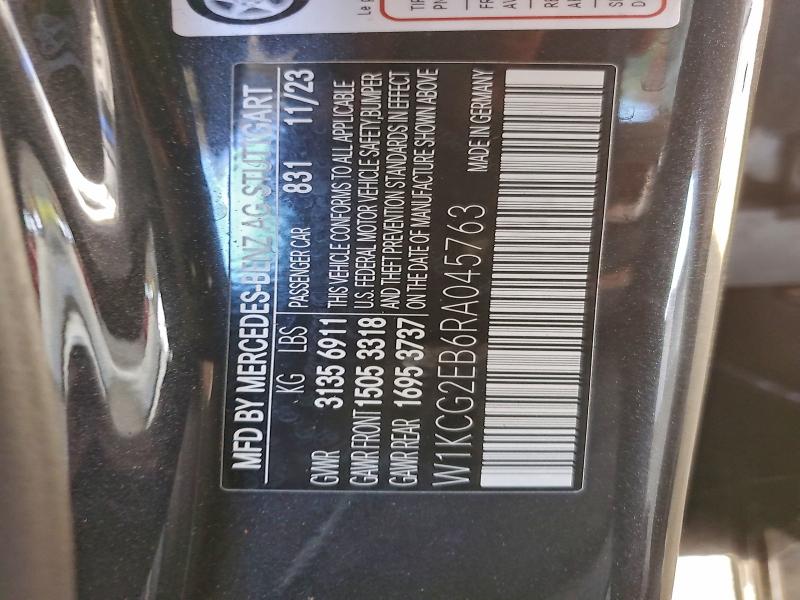 MFD BY MERCEDES-BENZ AG STUTTGART
KG LBS PASSENGER CAR 831 11/23
GVWR 3135 6911 THIS VEHICLE CONFORMS TO ALL APPLICABLE
U.S. FEDERAL MOTOR VEHICLE SAFETY,BUMPER
GAWR FRONT 1505 3318 AND THEFT PREVENTION STANDARDS IN EFFECT
GAWR REAR 1695 3737 ON THE DATE OF MANUFACTURE SHOWN ABOVE
W1KCG2EB6RA045763 MADE IN GERMANY